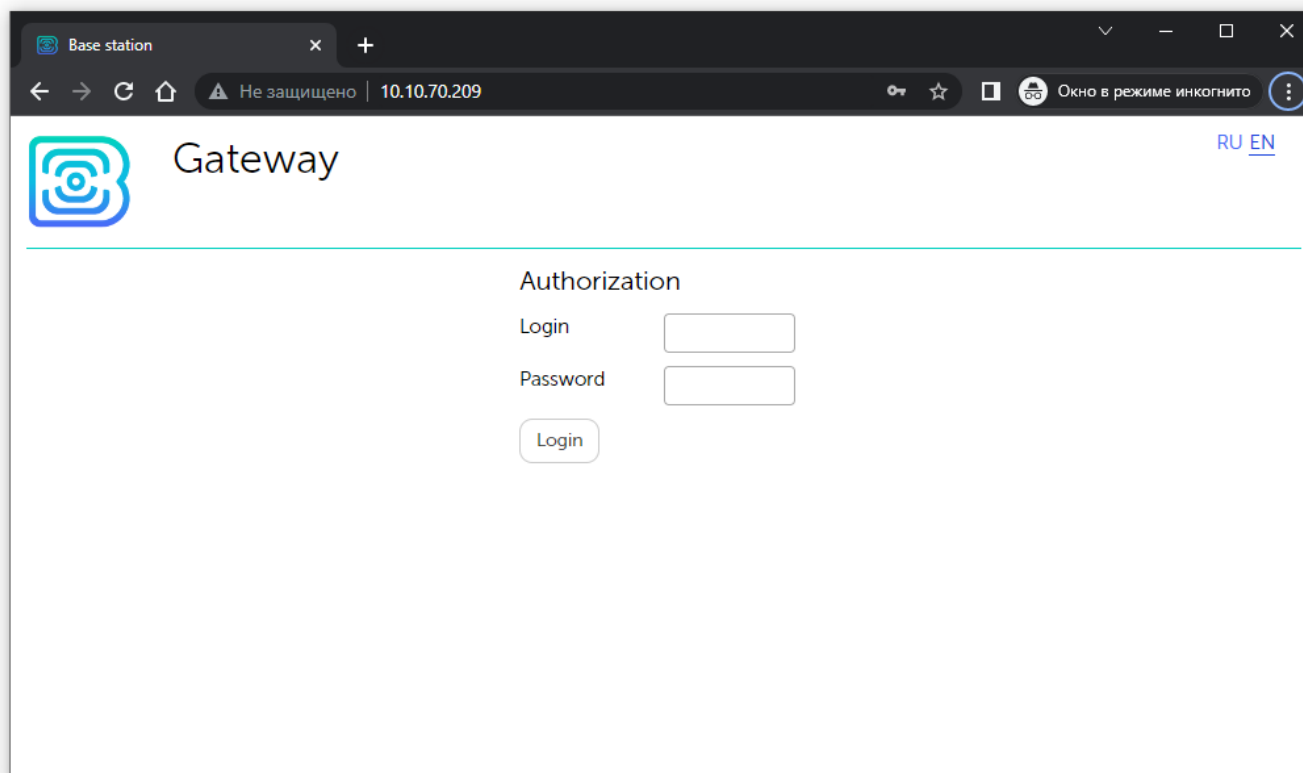 Base station
Не защищено 10.10.70.209 Окно в режиме инкогнито
Gateway
RU EN
Authorization
Login
Password
Login